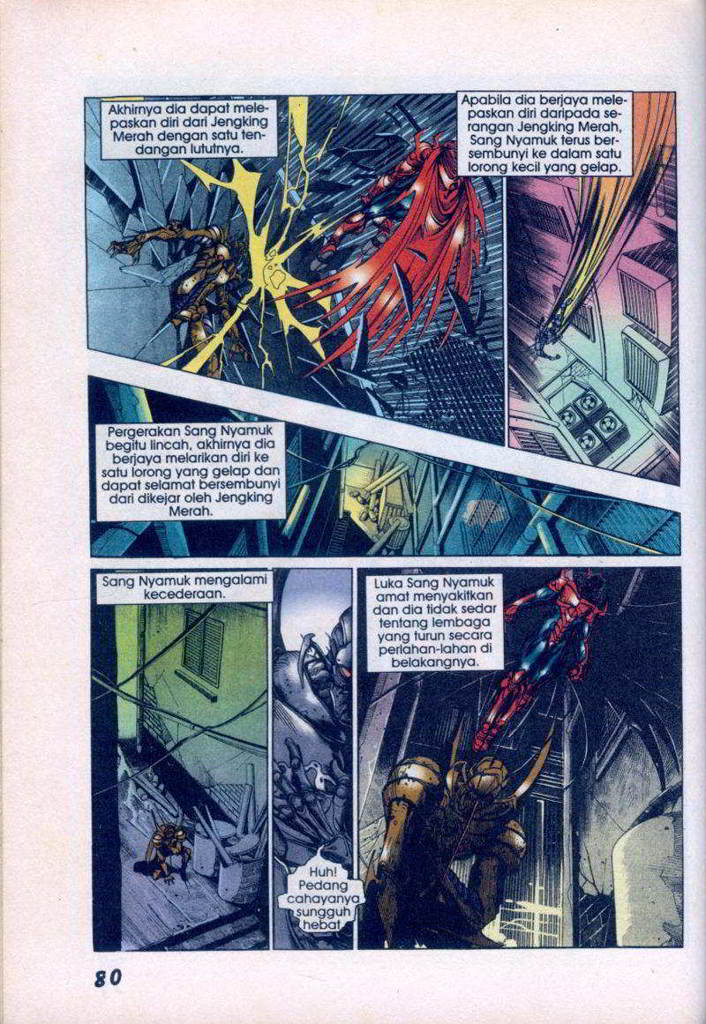 Akhirnya dia dapat mele-
paskan diri dari Jengking
Merah dengan satu ten-
dangan lututnya.
Apabila dia berjaya mele-
paskan diri daripada se-
rangan Jengking Merah,
Sang Nyamuk terus ber-
sembunyi ke dalam satu
lorong kecil yang gelap.
Pergerakan Sang Nyamuk
begitu lincah, akhirnya dia
berjaya melarikan diri ke
satu lorong yang gelap dan
dapat selamat bersembunyi
dari dikejar oleh Jengking
Merah.
Sang Nyamuk mengalami
kecederaan.
Huh!
Pedang
cahayanya
sungguh
hebat
Luka Sang Nyamuk
amat menyakitkan
dan dia tidak sedar
tentang lembaga
yang turun secara
perlahan-lahan di
belakangnya.
80